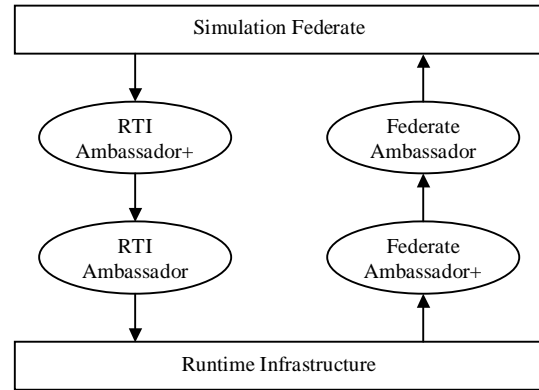 Simulation Federate
RTI
Ambassador+
Federate
Ambassador
RTI
Ambassador
Federate
Ambassador+
Runtime Infrastructure